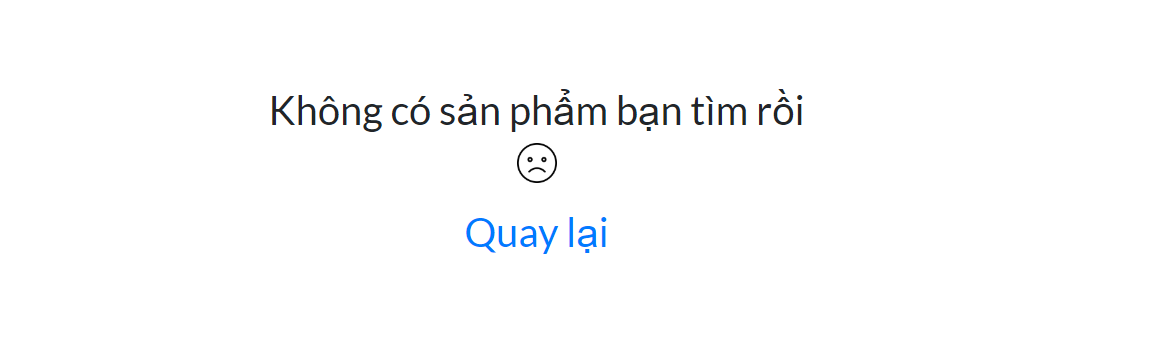 Không có sản phẩm bạn tìm rồi
Quay lại